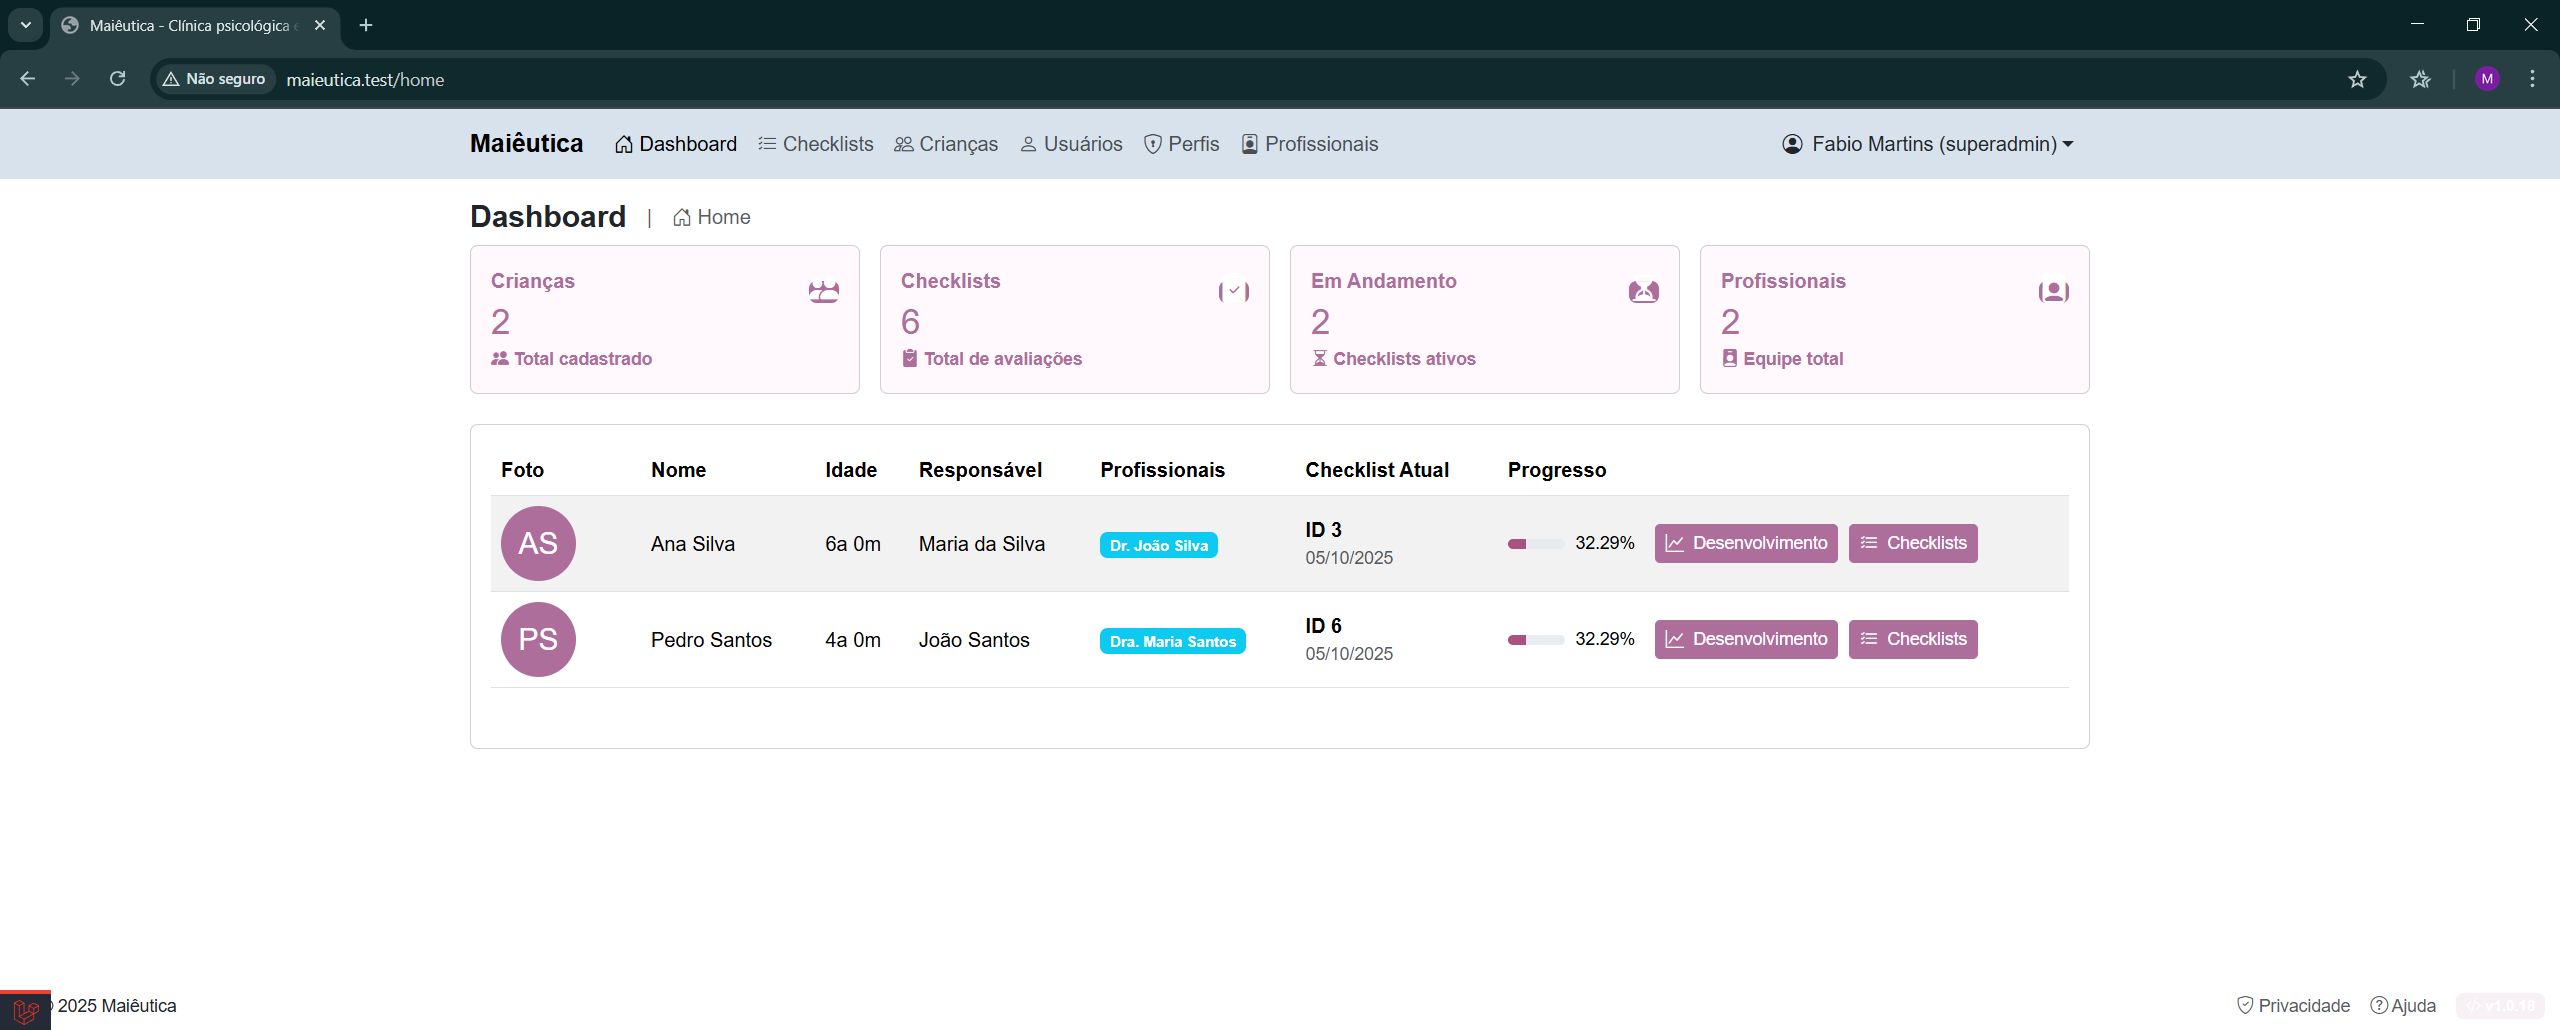 Maiêutica - Clínica psicológica e
Não seguro maieutica.test/home
M
Maiêutica Dashboard Checklists Crianças Usuários Perfis Profissionais Fabio Martins (superadmin)
Dashboard | Home
Crianças
2
Total cadastrado
Checklists
6
Total de avaliações
Em Andamento
2
Checklists ativos
Profissionais
2
Equipe total
Foto Nome Idade Responsável Profissionais Checklist Atual Progresso
AS Ana Silva 6a 0m Maria da Silva Dr. João Silva ID 3 32.29% Desenvolvimento Checklists
05/10/2025
PS Pedro Santos 4a 0m João Santos Dra. Maria Santos ID 6 32.29% Desenvolvimento Checklists
05/10/2025
2025 Maiêutica Privacidade Ajuda </> v1.0.18